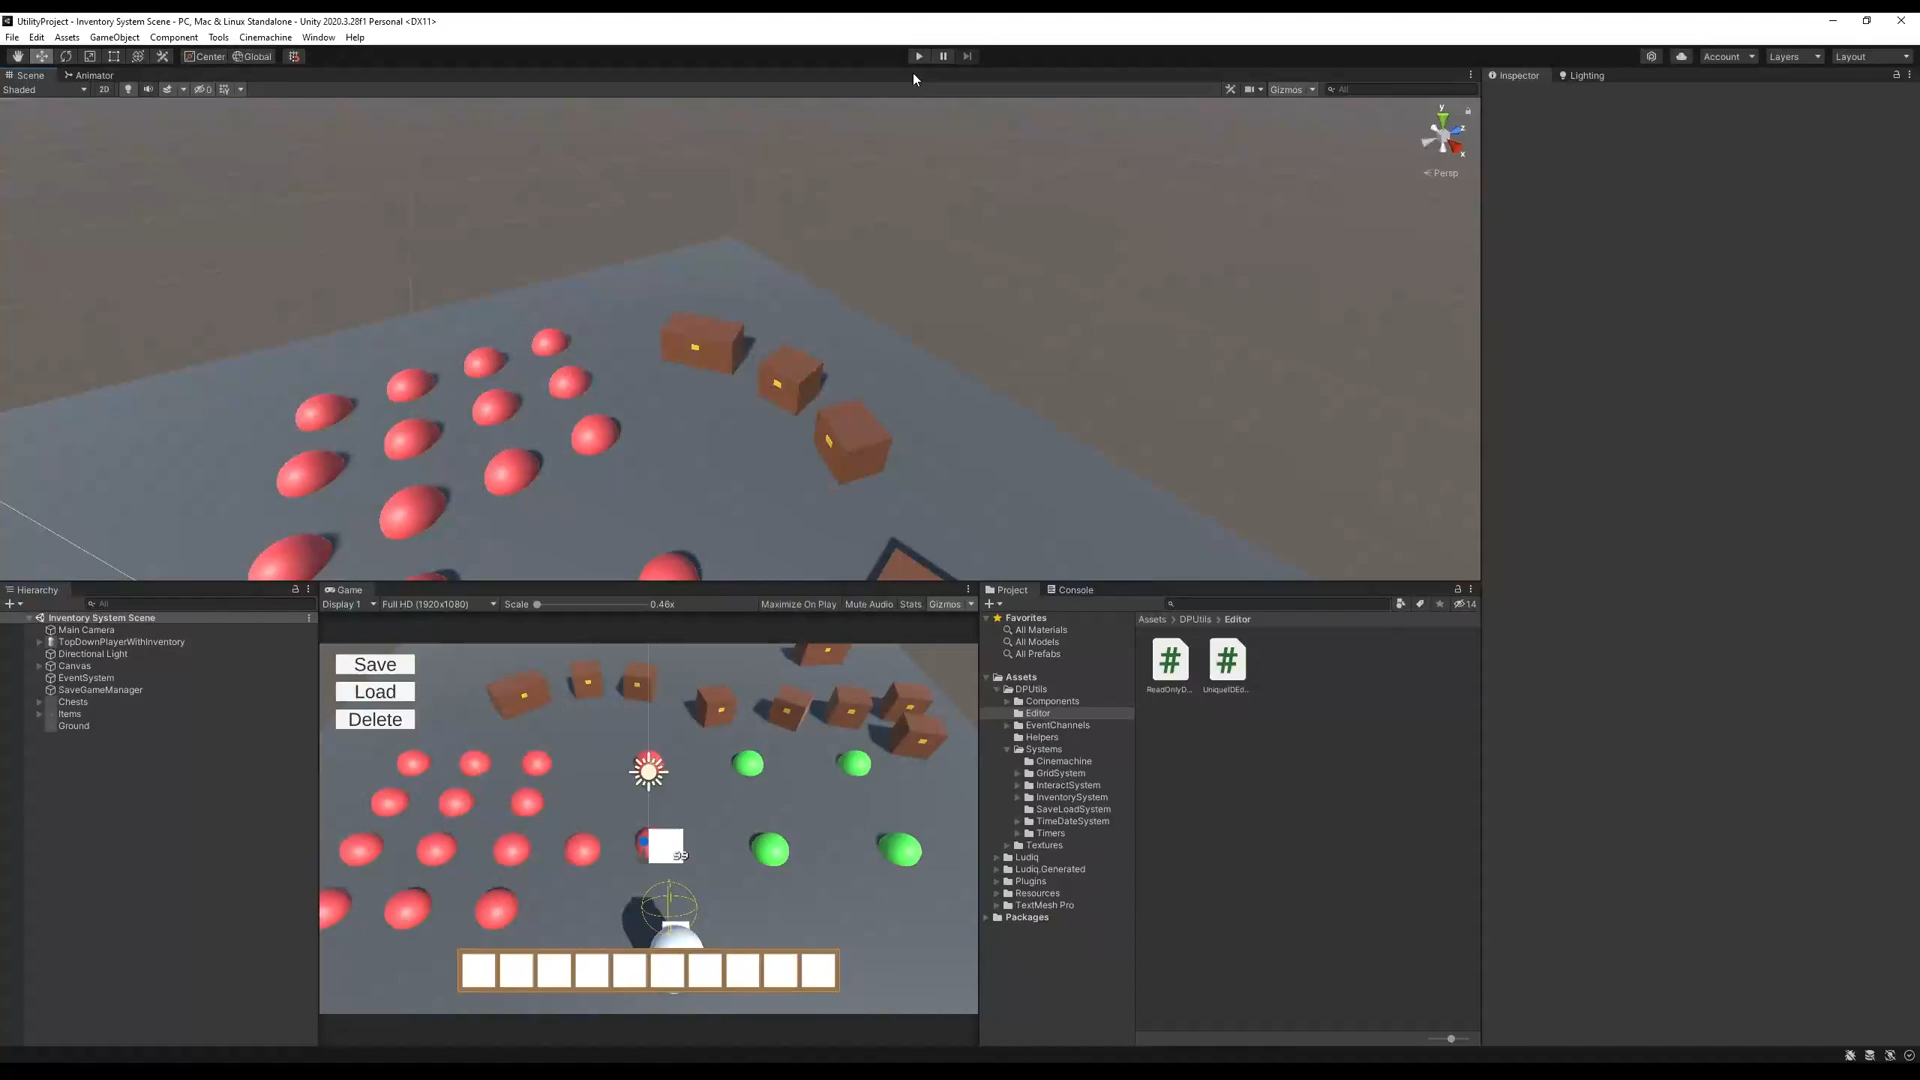 UtilityProject - Inventory System Scene - PC, Mac & Linux Standalone - Unity 2020.3.28f1 Personal <DX11>
File Edit Assets GameObject Component Tools Cinemachine Window Help
Center Global Account Layers Layout
Scene Animator Inspector Lighting
Shaded 2D 0 Gizmos All
y
z
x
Persp
Hierarchy Game Project Console
All Display 1 Full HD (1920x1080) Scale 0.46x Maximize On Play Mute Audio Stats Gizmos 14
Inventory System Scene
Main Camera
TopDownPlayerWithInventory
Directional Light
Canvas
EventSystem
SaveGameManager
Chests
Items
Ground
Save
Load
Delete
Favorites
All Materials
All Models
All Prefabs
Assets
DPUtils
Components
Editor
EventChannels
Helpers
Systems
Cinemachine
GridSystem
InteractSystem
InventorySystem
SaveLoadSystem
TimeDateSystem
Timers
Textures
Ludiq
Ludiq.Generated
Plugins
Resources
TextMesh Pro
Packages
Assets > DPUtils > Editor
# #
ReadOnlyD... UniqueIDEd...